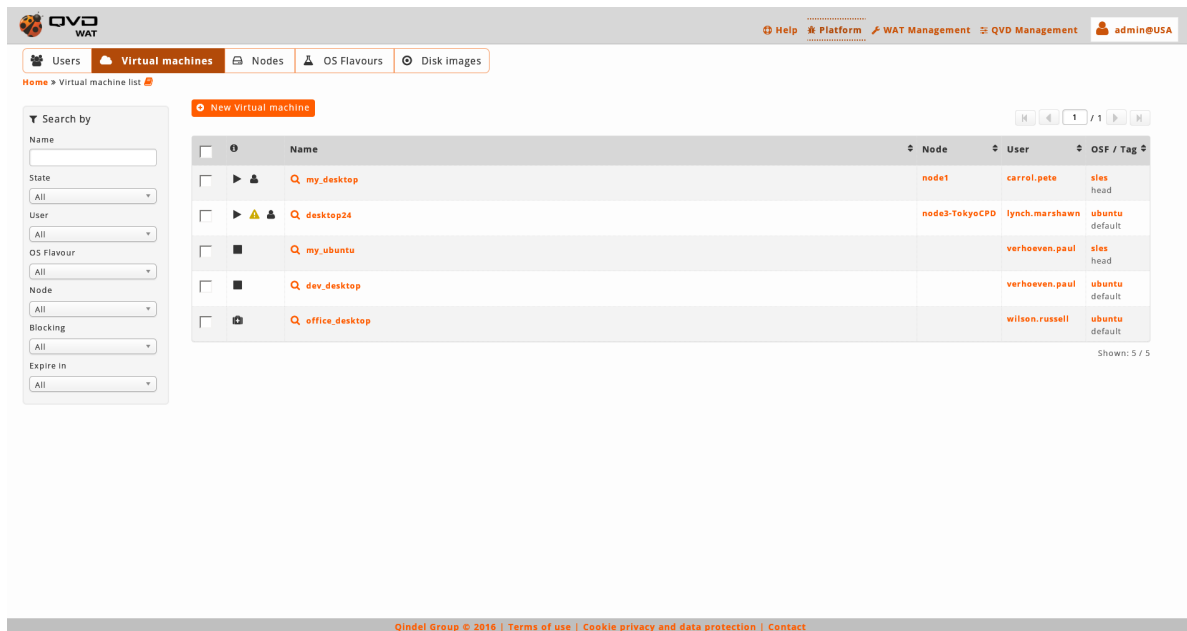 QVD
WAT
Help Platform WAT Management QVD Management admin@USA
Users Virtual machines Nodes OS Flavours Disk images
Home » Virtual machine list
Search by
Name
State
All
User
All
OS Flavour
All
Node
All
Blocking
All
Expire in
All
New Virtual machine
1 / 1
Name Node User OSF / Tag
my_desktop node1 carrol.pete sles
head
desktop24 node3-TokyoCPD lynch.marshawn ubuntu
default
my_ubuntu verhoeven.paul sles
head
dev_desktop verhoeven.paul ubuntu
default
office_desktop wilson.russell ubuntu
default
Shown: 5 / 5
Qindel Group © 2016 | Terms of use | Cookie privacy and data protection | Contact